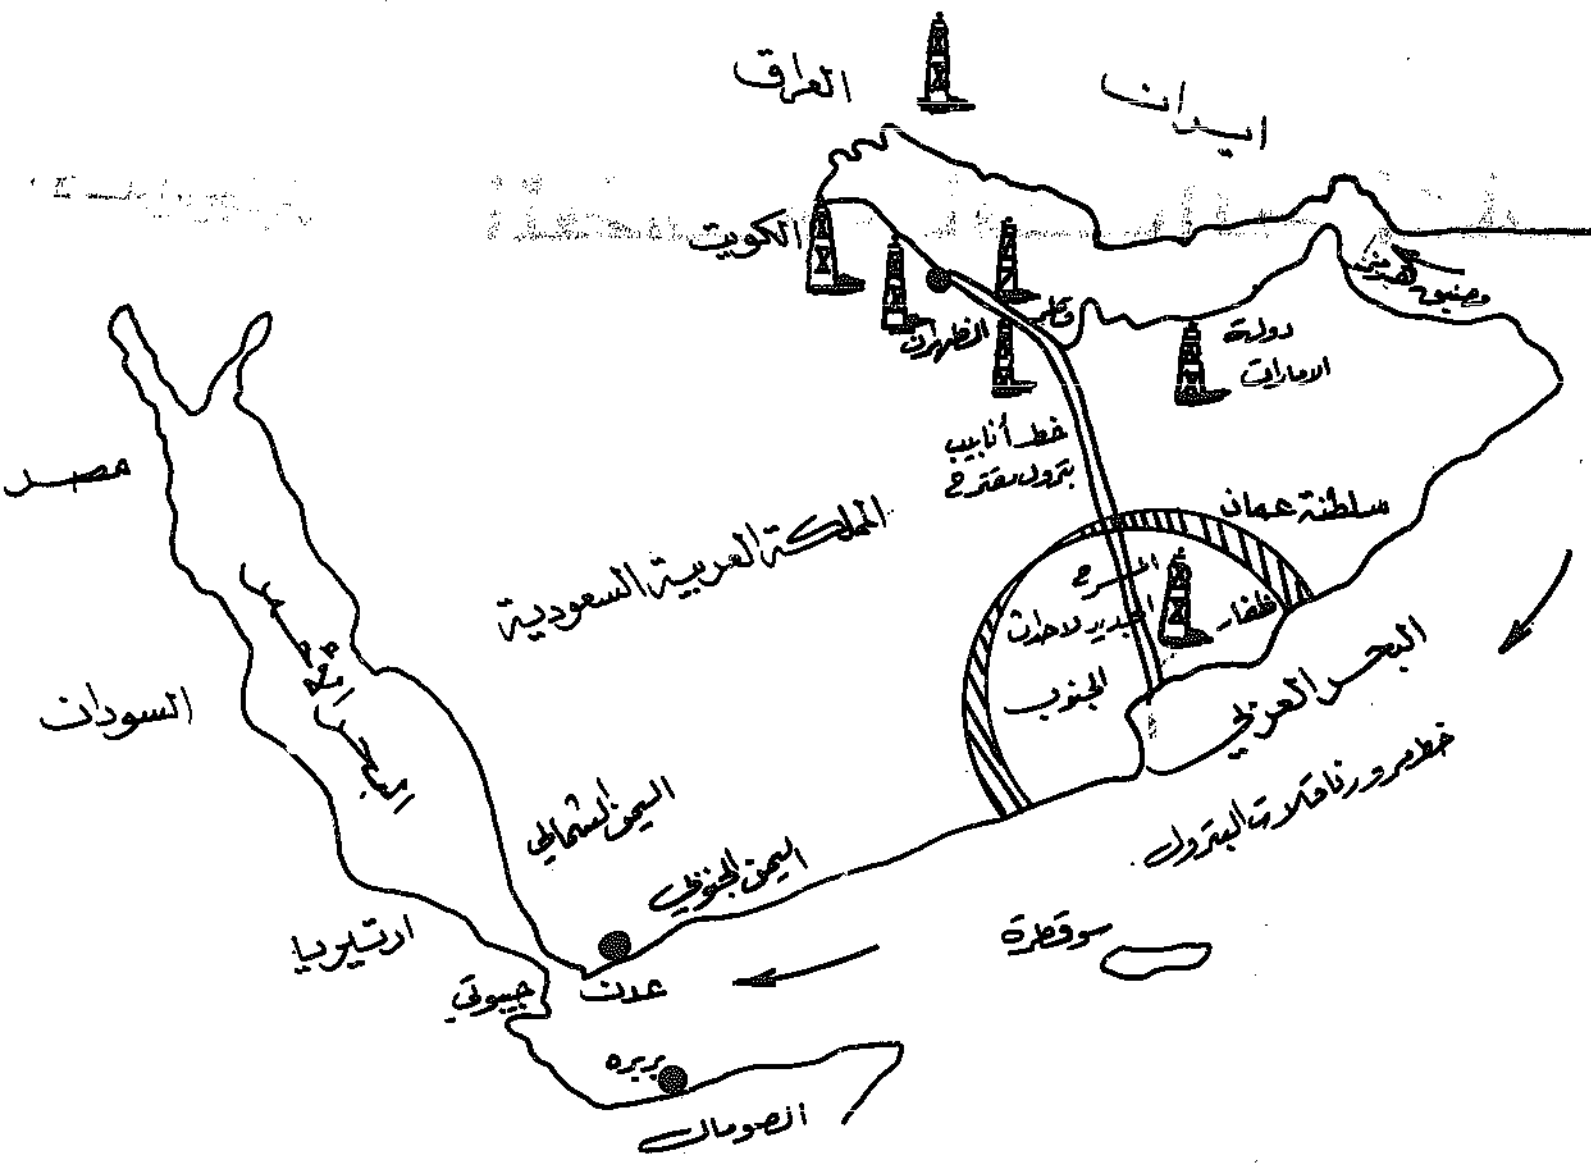 العراق
ايران
الكويت
مضيق هرمز
قطر
الظهران
دولة
الامارات
خط أنابيب
بترول مقترح
مصر
سلطنة عمان
المملكة العربية السعودية
المسرح
الجديد لاحداث
الجنوب
ظفار
البحر
الاحمر
السودان
البحر العربي
خط مرور ناقلات البترول
اليمن الشمالي
اليمن الجنوبي
ارتيريا
سوقطرة
جيبوتي
عدن
بربره
الصومال